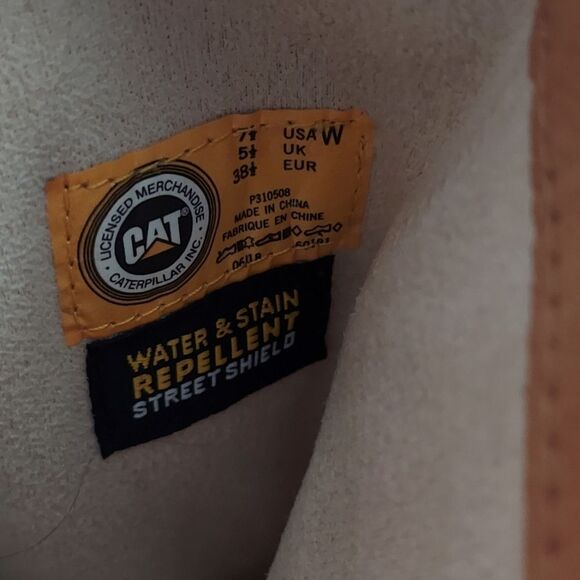 LICENSED MERCHANDISE
CAT®
CATERPILLAR INC.
7½ USA W
5½ UK
38½ EUR
P310508
MADE IN CHINA
FABRIQUE EN CHINE
WATER & STAIN
REPELLENT
STREET SHIELD